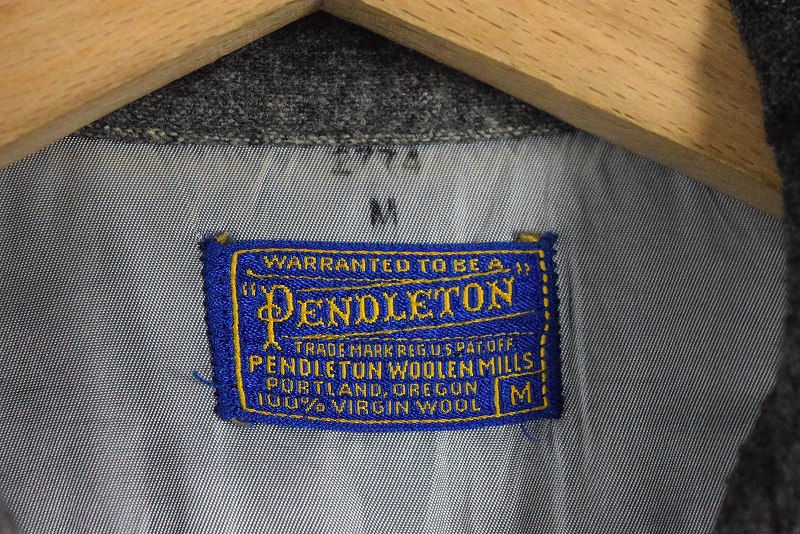 M
WARRANTED TO BE A
"PENDLETON"
TRADE MARK REG. U.S. PAT. OFF.
PENDLETON WOOLEN MILLS
PORTLAND, OREGON
100% VIRGIN WOOL
M